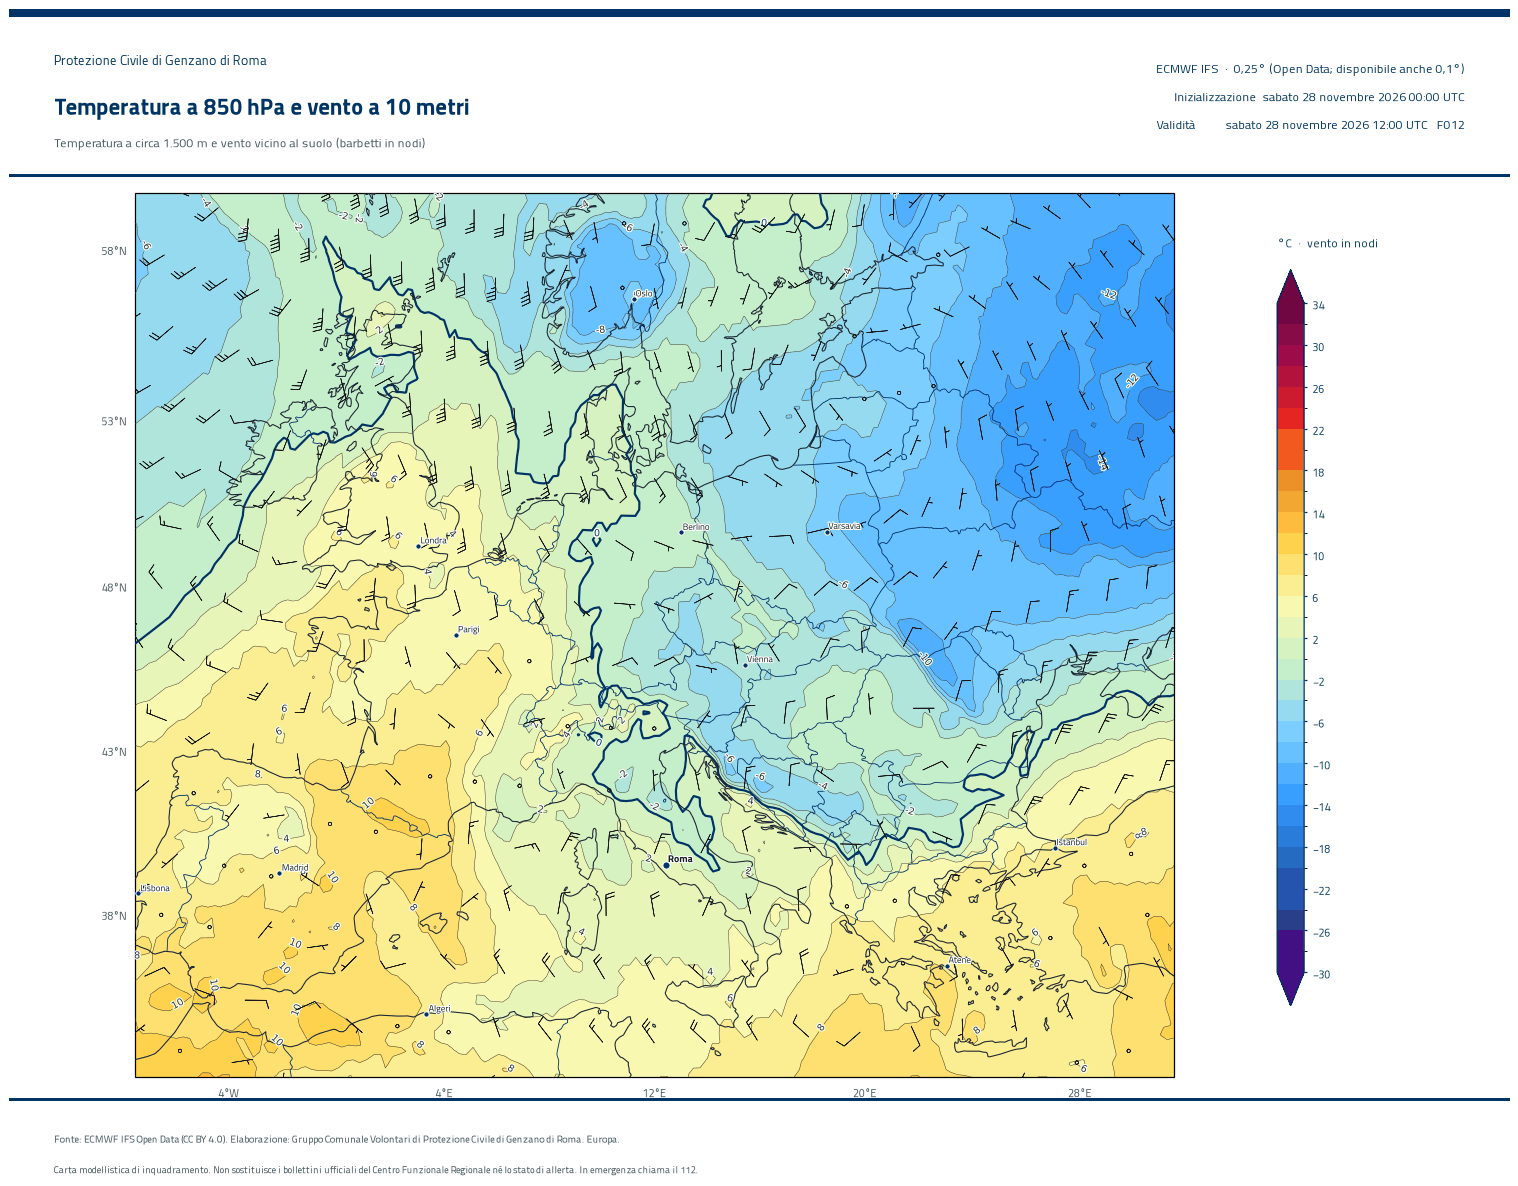 Protezione Civile di Genzano di Roma
Temperatura a 850 hPa e vento a 10 metri
Temperatura a circa 1.500 m e vento vicino al suolo (barbetti in nodi)
ECMWF IFS · 0,25° (Open Data; disponibile anche 0,1°)
Inizializzazione sabato 28 novembre 2026 00:00 UTC
Validità sabato 28 novembre 2026 12:00 UTC F012
°C · vento in nodi
34
30
26
22
18
14
10
6
2
−2
−6
−10
−14
−18
−22
−26
−30
58°N
53°N
48°N
43°N
38°N
4°W
4°E
12°E
20°E
28°E
Oslo
Berlino
Varsavia
Londra
Parigi
Vienna
Roma
Madrid
Lisbona
Istanbul
Atene
Algeri
Fonte: ECMWF IFS Open Data (CC BY 4.0). Elaborazione: Gruppo Comunale Volontari di Protezione Civile di Genzano di Roma. Europa.
Carta modellistica di inquadramento. Non sostituisce i bollettini ufficiali del Centro Funzionale Regionale né lo stato di allerta. In emergenza chiama il 112.